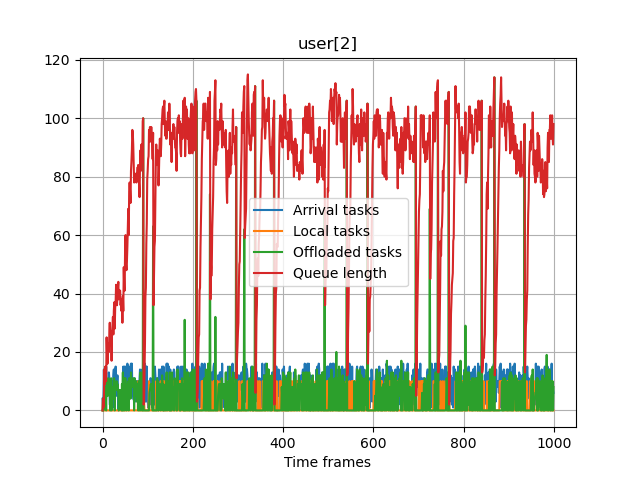 user[2]
120
100
80
60
40
20
0
Arrival tasks
Local tasks
Offloaded tasks
Queue length
0 200 400 600 800 1000
Time frames